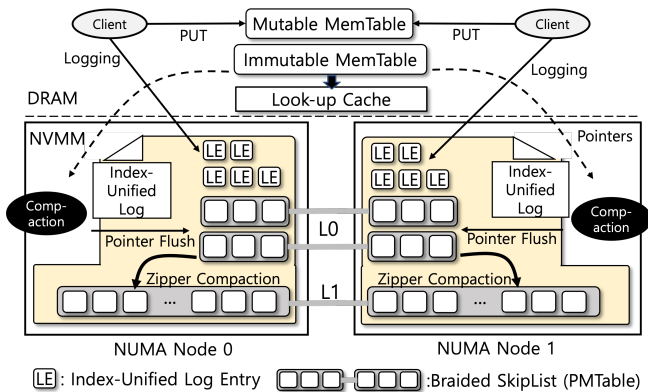 Client
PUT
Mutable MemTable
PUT
Client
Logging
Immutable MemTable
Logging
DRAM
Look-up Cache
NVMM
Pointers
LE LE
LE LE LE
LE LE
LE LE LE
Index-
Unified
Log
Index-
Unified
Log
Comp-
action
Comp-
action
Pointer Flush
L0
Pointer Flush
Zipper Compaction
Zipper Compaction
...
L1
...
NUMA Node 0
NUMA Node 1
LE : Index-Unified Log Entry
:Braided SkipList (PMTable)